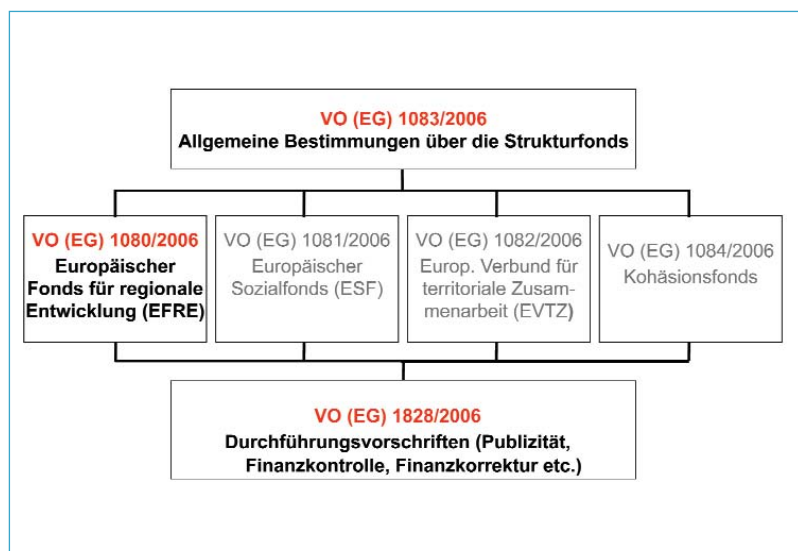 VO (EG) 1083/2006
Allgemeine Bestimmungen über die Strukturfonds
VO (EG) 1080/2006
Europäischer
Fonds für regionale
Entwicklung (EFRE)
VO (EG) 1081/2006
Europäischer
Sozialfonds (ESF)
VO (EG) 1082/2006
Europ. Verbund für
territoriale Zusam-
menarbeit (EVTZ)
VO (EG) 1084/2006
Kohäsionsfonds
VO (EG) 1828/2006
Durchführungsvorschriften (Publizität,
Finanzkontrolle, Finanzkorrektur etc.)